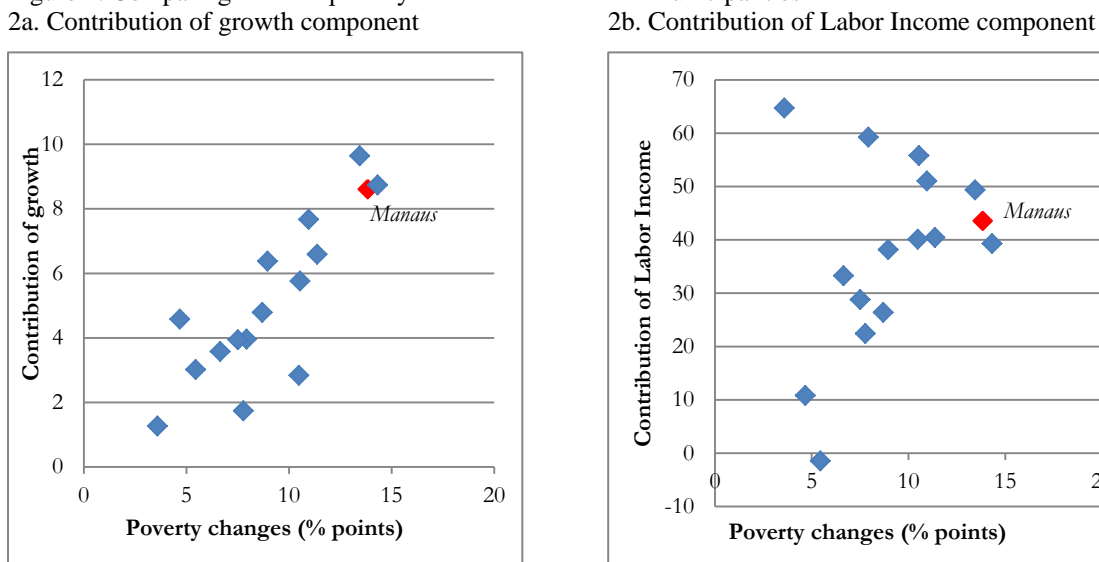 2a. Contribution of growth component
2b. Contribution of Labor Income component
12
10
8
6
4
2
0
0 5 10 15 20
Contribution of growth
Manaus
Poverty changes (% points)
70
60
50
40
30
20
10
0
-10
0 5 10 15
Contribution of Labor Income
Manaus
Poverty changes (% points)